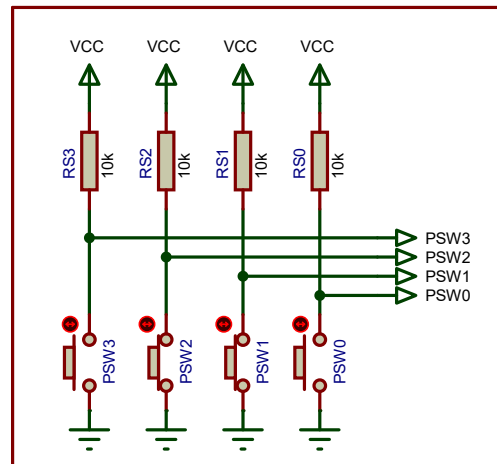 VCC VCC VCC VCC
RS3 10k RS2 10k RS1 10k RS0 10k
PSW3
PSW2
PSW1
PSW0
PSW3 PSW2 PSW1 PSW0